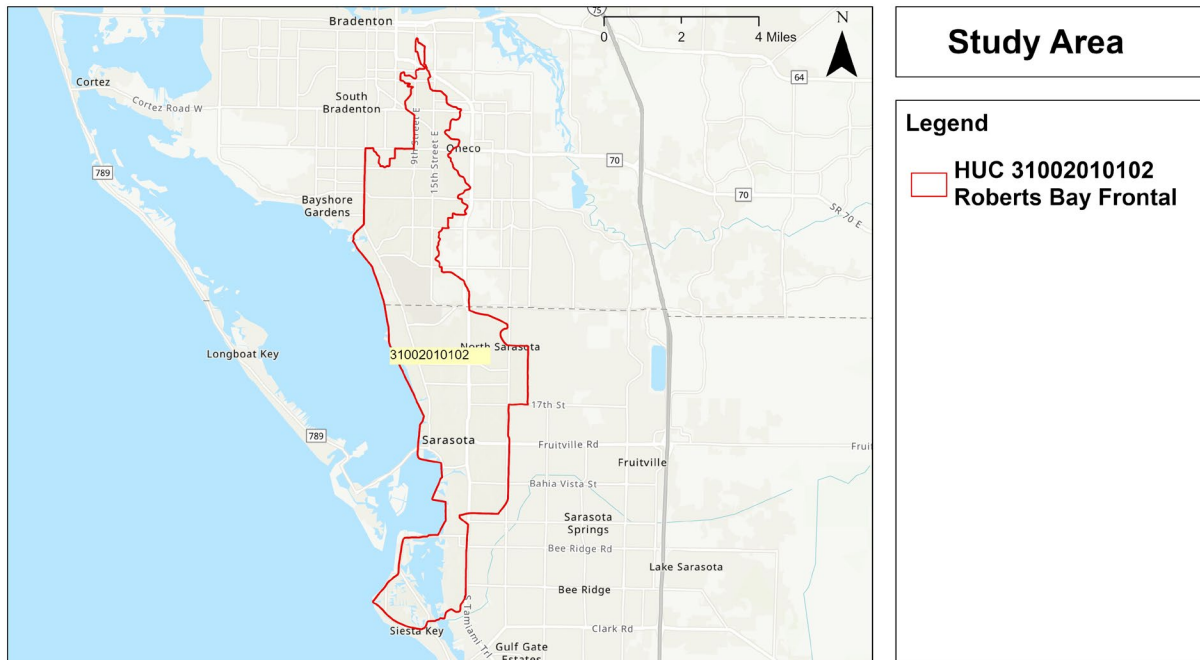 75
Bradenton
N
0 2 4 Miles
64
Cortez
Cortez Road W
South
Bradenton
9th Street E
15th Street E
Oneco
70
789
70
Bayshore
Gardens
SR 70 E
Longboat Key
31002010102
North Sarasota
17th St
789
Sarasota
Fruitville Rd
Fruit
Fruitville
Bahia Vista St
Sarasota
Springs
Bee Ridge Rd
Lake Sarasota
Bee Ridge
S Tamiami Trl
Siesta Key
Clark Rd
Gulf Gate
Estates
Study Area
Legend
HUC 31002010102
Roberts Bay Frontal